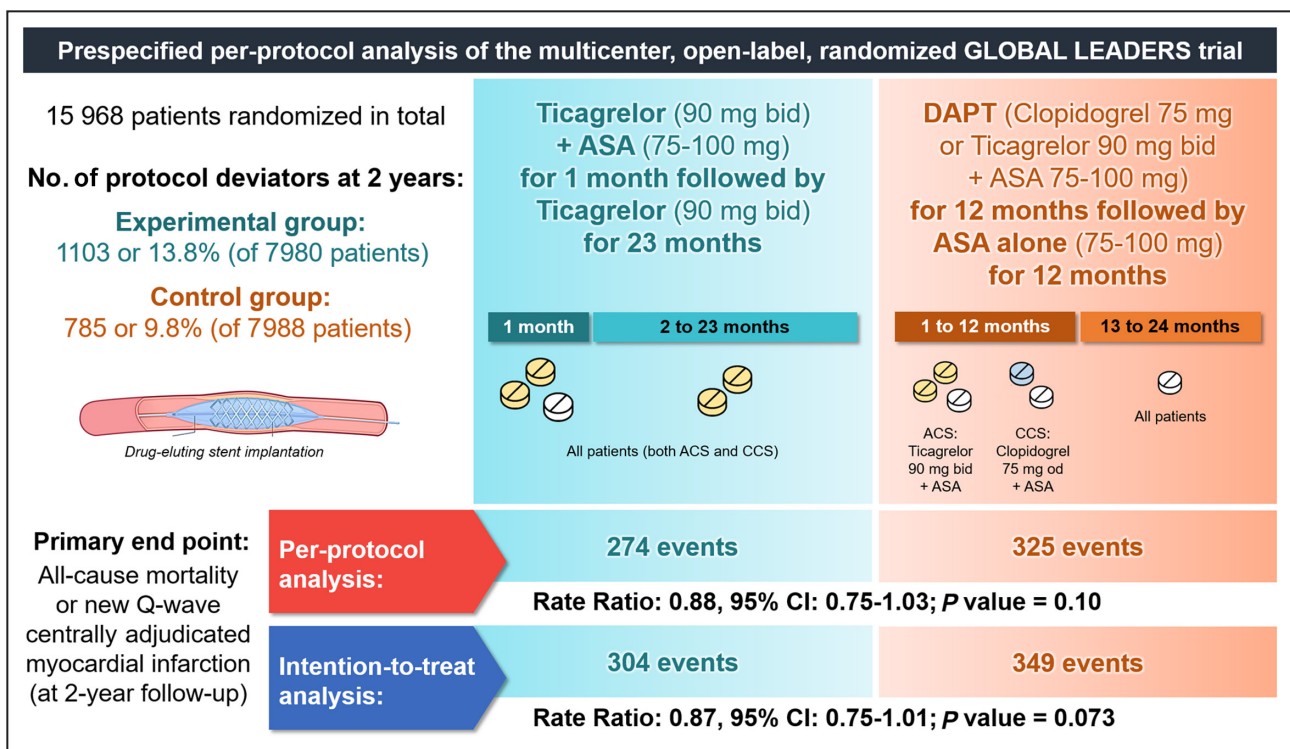 Prespecified per-protocol analysis of the multicenter, open-label, randomized GLOBAL LEADERS trial
15 968 patients randomized in total
No. of protocol deviators at 2 years:
Experimental group:
1103 or 13.8% (of 7980 patients)
Control group:
785 or 9.8% (of 7988 patients)
Drug-eluting stent implantation
Ticagrelor (90 mg bid)
+ ASA (75-100 mg)
for 1 month followed by
Ticagrelor (90 mg bid)
for 23 months
1 month
2 to 23 months
All patients (both ACS and CCS)
DAPT (Clopidogrel 75 mg
or Ticagrelor 90 mg bid
+ ASA 75-100 mg)
for 12 months followed by
ASA alone (75-100 mg)
for 12 months
1 to 12 months
13 to 24 months
ACS:
Ticagrelor
90 mg bid
+ ASA
CCS:
Clopidogrel
75 mg od
+ ASA
All patients
Primary end point:
All-cause mortality
or new Q-wave
centrally adjudicated
myocardial infarction
(at 2-year follow-up)
Per-protocol
analysis:
274 events
325 events
Rate Ratio: 0.88, 95% CI: 0.75-1.03; P value = 0.10
Intention-to-treat
analysis:
304 events
349 events
Rate Ratio: 0.87, 95% CI: 0.75-1.01; P value = 0.073